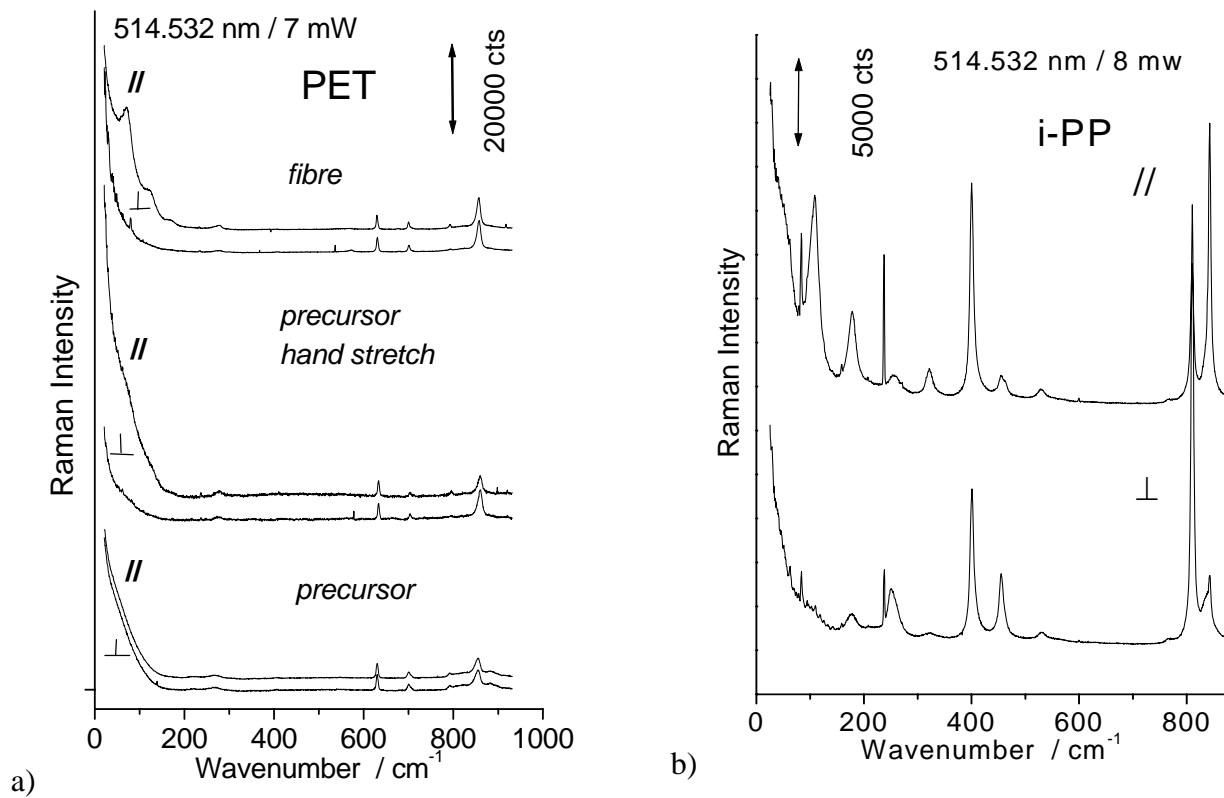 514.532 nm / 7 mW
//
PET
20000 cts
fibre
⊥
precursor
hand stretch
//
⊥
//
precursor
⊥
Raman Intensity
0 200 400 600 800 1000
Wavenumber / cm⁻¹
a)
5000 cts
514.532 nm / 8 mw
i-PP
//
⊥
Raman Intensity
0 200 400 600 800
Wavenumber / cm⁻¹
b)